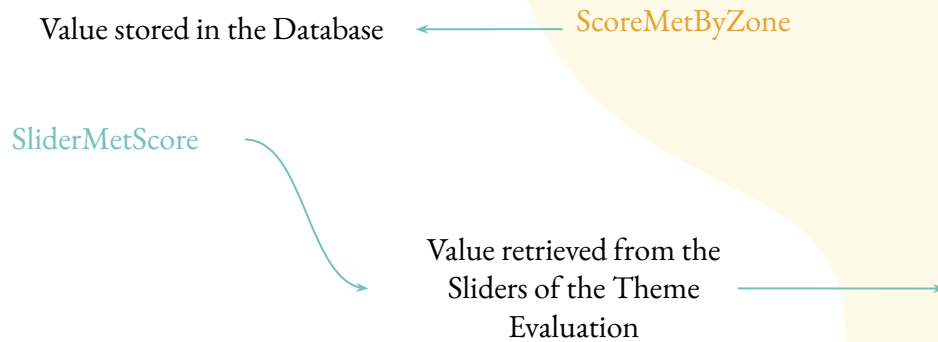 Value stored in the Database
ScoreMetByZone
SliderMetScore
Value retrieved from the
Sliders of the Theme
Evaluation